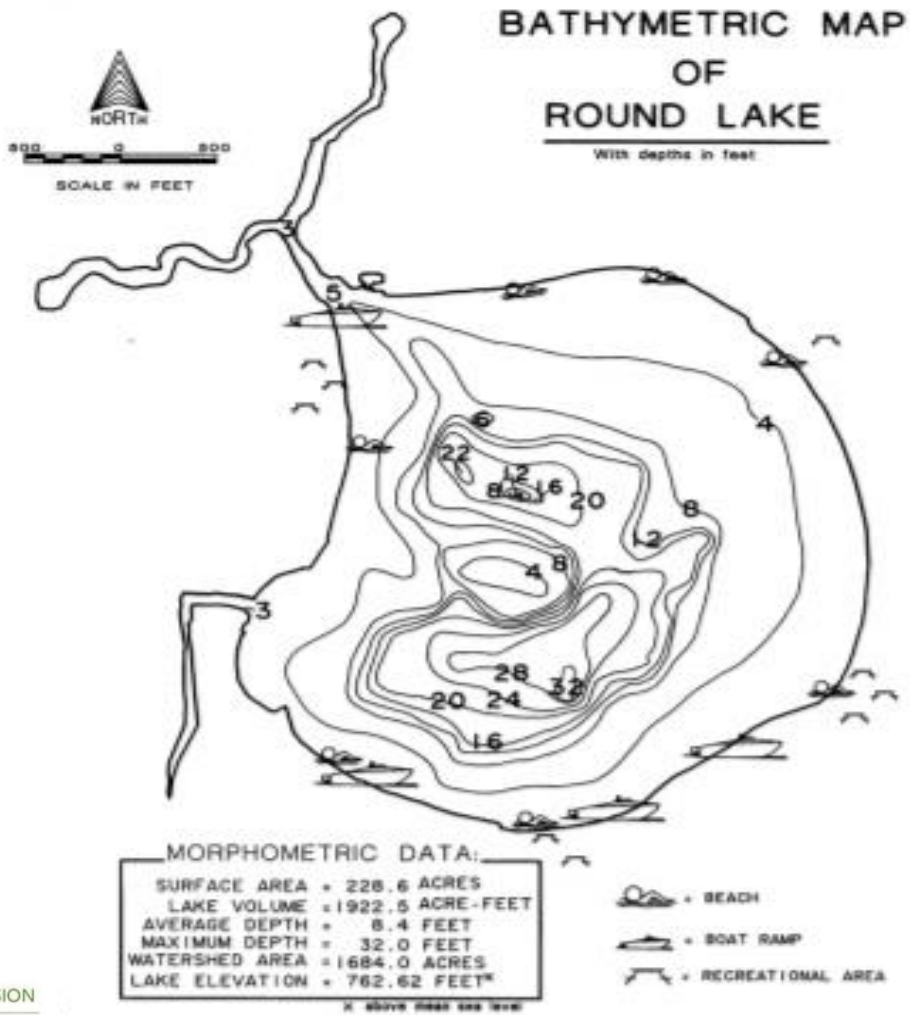 BATHYMETRIC MAP
OF
ROUND LAKE
With depths in feet
NORTH
800 0 800
SCALE IN FEET
3
5
4
6
22
12
8
16
20
8
12
8
4
3
28
32
20 24
16
MORPHOMETRIC DATA:
SURFACE AREA = 228.6 ACRES
LAKE VOLUME =1922.5 ACRE-FEET
AVERAGE DEPTH = 8.4 FEET
MAXIMUM DEPTH = 32.0 FEET
WATERSHED AREA =1684.0 ACRES
LAKE ELEVATION = 762.62 FEET*
* above mean sea level
= BEACH
= BOAT RAMP
= RECREATIONAL AREA
SION